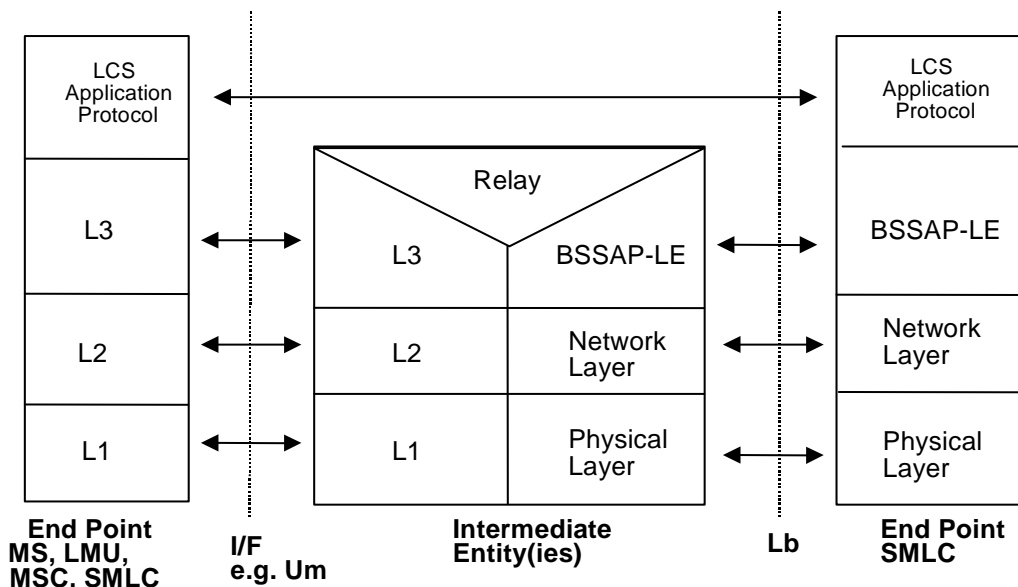 LCS
Application
Protocol
L3
L2
L1
End Point
MS, LMU,
MSC, SMLC
I/F
e.g. Um
Relay
L3
BSSAP-LE
L2
Network
Layer
L1
Physical
Layer
Intermediate
Entity(ies)
Lb
LCS
Application
Protocol
BSSAP-LE
Network
Layer
Physical
Layer
End Point
SMLC